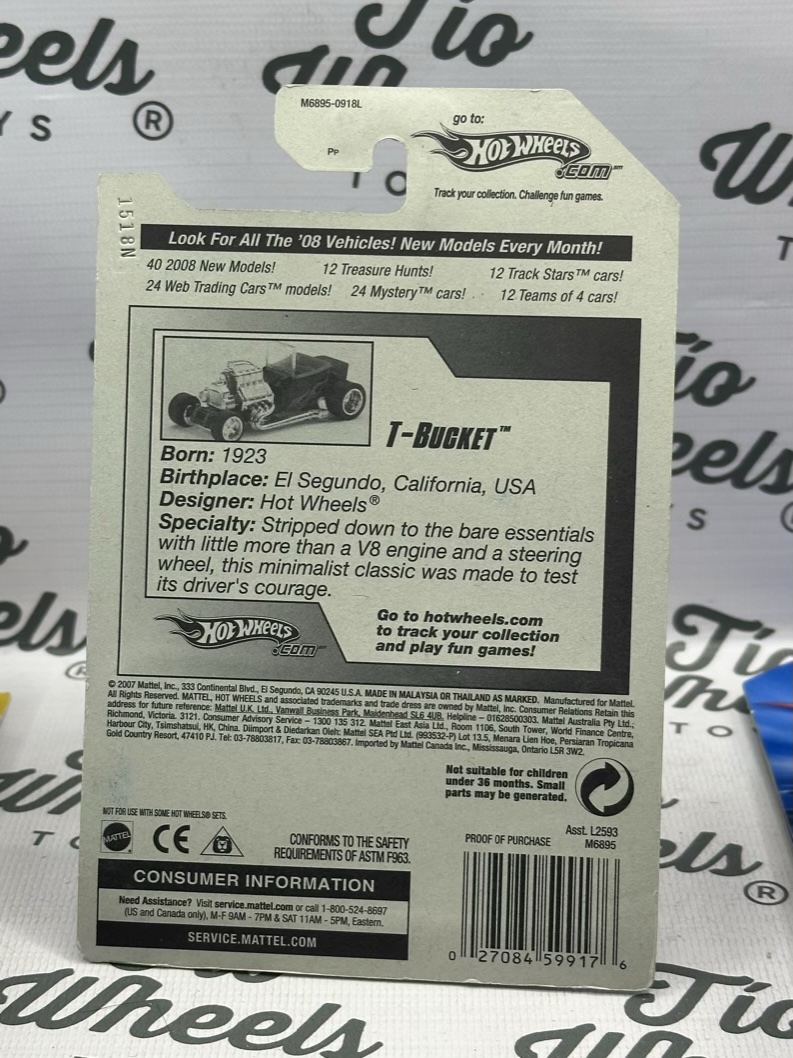 Tio
eels
Wh
YS ®
TO
M6895-0918L
PP
go to:
HOT WHEELS
.COM℠
Track your collection. Challenge fun games.
1518N
Look For All The '08 Vehicles! New Models Every Month!
40 2008 New Models! 12 Treasure Hunts! 12 Track Stars™ cars!
24 Web Trading Cars™ models! 24 Mystery™ cars! 12 Teams of 4 cars!
T-BUCKET™
Born: 1923
Birthplace: El Segundo, California, USA
Designer: Hot Wheels®
Specialty: Stripped down to the bare essentials
with little more than a V8 engine and a steering
wheel, this minimalist classic was made to test
its driver's courage.
HOT WHEELS
.COM
Go to hotwheels.com
to track your collection
and play fun games!
© 2007 Mattel, Inc., 333 Continental Blvd., El Segundo, CA 90245 U.S.A. MADE IN MALAYSIA OR THAILAND AS MARKED. Manufactured for Mattel.
All Rights Reserved. MATTEL, HOT WHEELS and associated trademarks and trade dress are owned by Mattel, Inc. Consumer Relations Retain this
address for future reference: Mattel U.K. Ltd., Vanwall Business Park, Maidenhead SL6 4UB. Helpline – 01628500303. Mattel Australia Pty Ltd.,
Richmond, Victoria. 3121. Consumer Advisory Service – 1300 135 312. Mattel East Asia Ltd., Room 1106, South Tower, World Finance Centre,
Harbour City, Tsimshatsui, HK, China. Diimport & Diedarkan Oleh: Mattel SEA Ptd Ltd. (993532-P) Lot 13.5, Menara Lien Hoe, Persiaran Tropicana
Gold Country Resort, 47410 PJ. Tel: 03-78803817, Fax: 03-78803867. Imported by Mattel Canada Inc., Mississauga, Ontario L5R 3W2.
Not suitable for children
under 36 months. Small
parts may be generated.
NOT FOR USE WITH SOME HOT WHEELS® SETS.
MATTEL
CE
CONFORMS TO THE SAFETY
REQUIREMENTS OF ASTM F963.
PROOF OF PURCHASE
Asst. L2593
M6895
CONSUMER INFORMATION
Need Assistance? Visit service.mattel.com or call 1-800-524-8697
(US and Canada only), M-F 9AM - 7PM & SAT 11AM - 5PM, Eastern.
SERVICE.MATTEL.COM
0 27084 59917 6
Wheels
Tio
Wheels